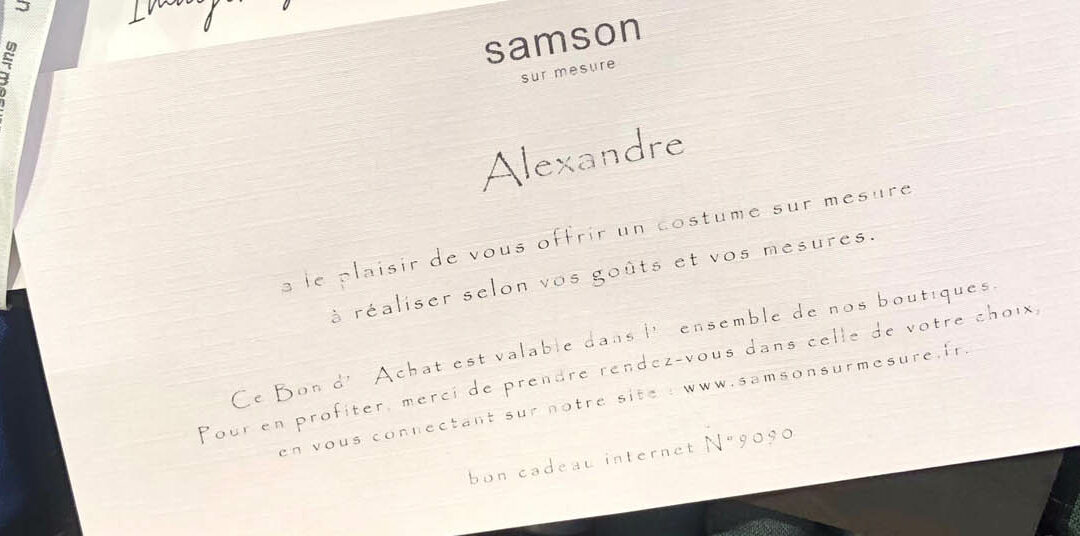 samson
sur mesure
Alexandre
a le plaisir de vous offrir un costume sur mesure
à réaliser selon vos goûts et vos mesures.
Ce Bon d' Achat est valable dans l' ensemble de nos boutiques.
Pour en profiter, merci de prendre rendez-vous dans celle de votre choix,
en vous connectant sur notre site : www.samsonsurmesure.fr.
bon cadeau internet N°9090